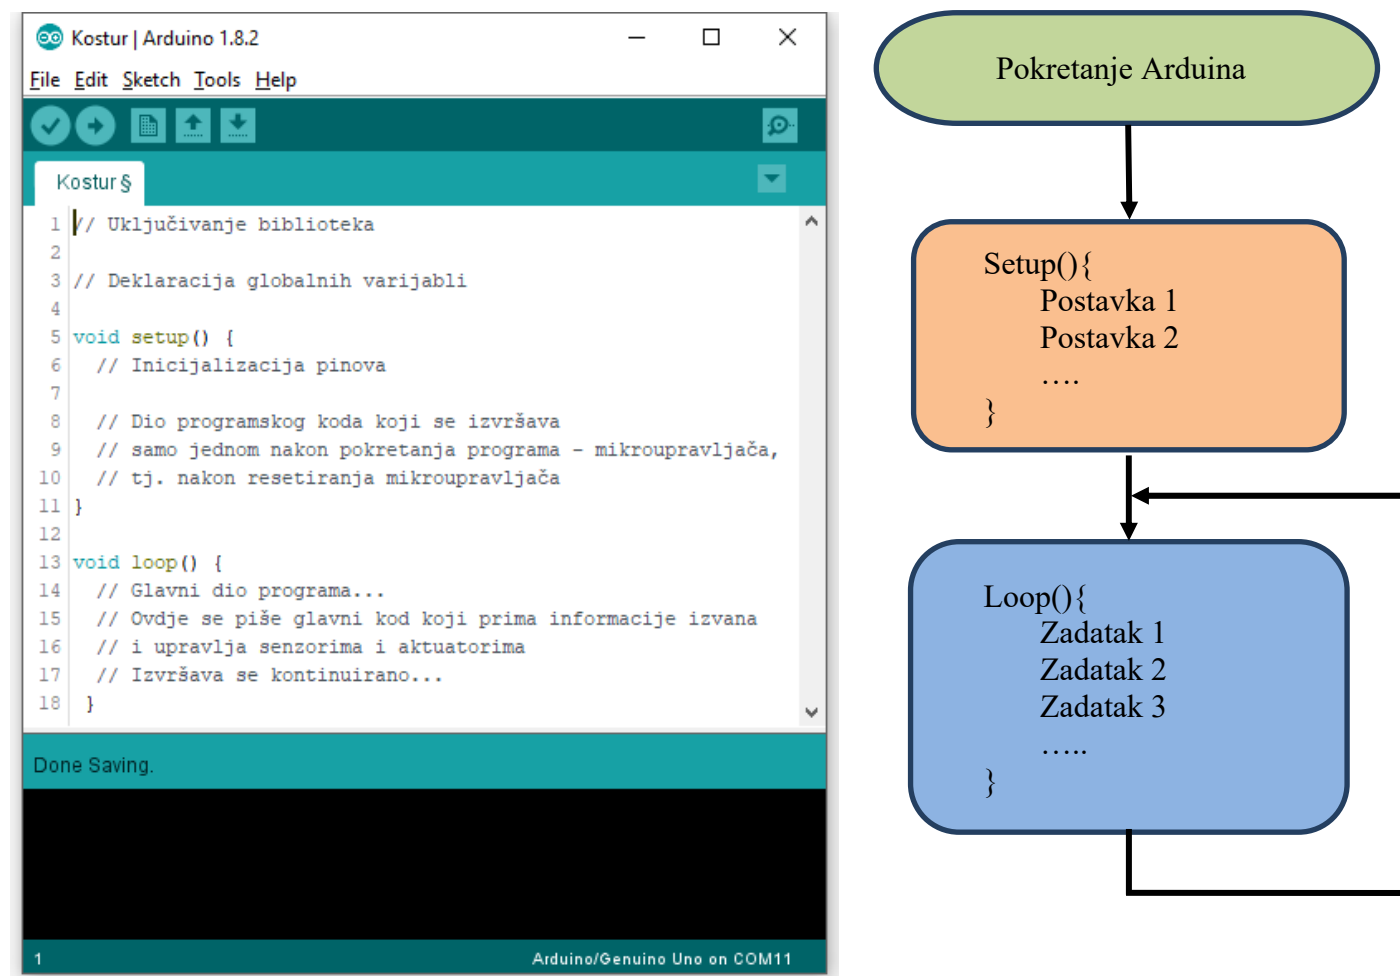 Kostur | Arduino 1.8.2
File Edit Sketch Tools Help
Kostur §
1 // Uključivanje biblioteka
2
3 // Deklaracija globalnih varijabli
4
5 void setup() {
6 // Inicijalizacija pinova
7
8 // Dio programskog koda koji se izvršava
9 // samo jednom nakon pokretanja programa - mikroupravljača,
10 // tj. nakon resetiranja mikroupravljača
11 }
12
13 void loop() {
14 // Glavni dio programa...
15 // Ovdje se piše glavni kod koji prima informacije izvana
16 // i upravlja senzorima i aktuatorima
17 // Izvršava se kontinuirano...
18 }
Done Saving.
1 Arduino/Genuino Uno on COM11
Pokretanje Arduina
Setup(){
Postavka 1
Postavka 2
….
}
Loop(){
Zadatak 1
Zadatak 2
Zadatak 3
…..
}